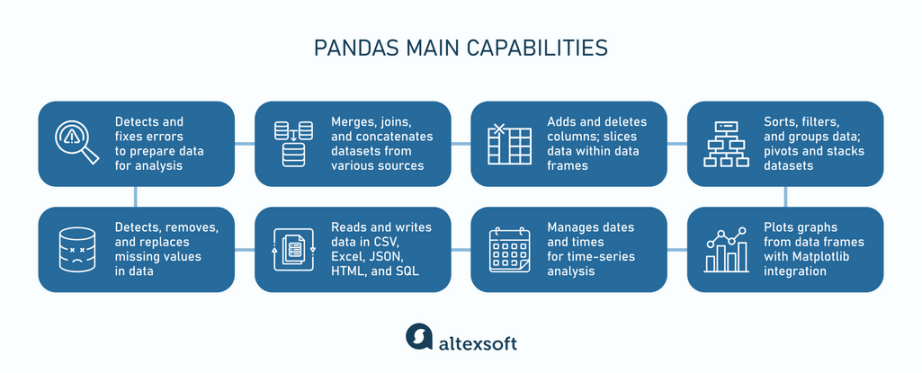 PANDAS MAIN CAPABILITIES
Detects and
fixes errors
to prepare data
for analysis
Merges, joins,
and concatenates
datasets from
various sources
Adds and deletes
columns; slices
data within data
frames
Sorts, filters,
and groups data;
pivots and stacks
datasets
Detects, removes,
and replaces
missing values
in data
Reads and writes
data in CSV,
Excel, JSON,
HTML, and SQL
Manages dates
and times
for time-series
analysis
Plots graphs
from data frames
with Matplotlib
integration
altexsoft